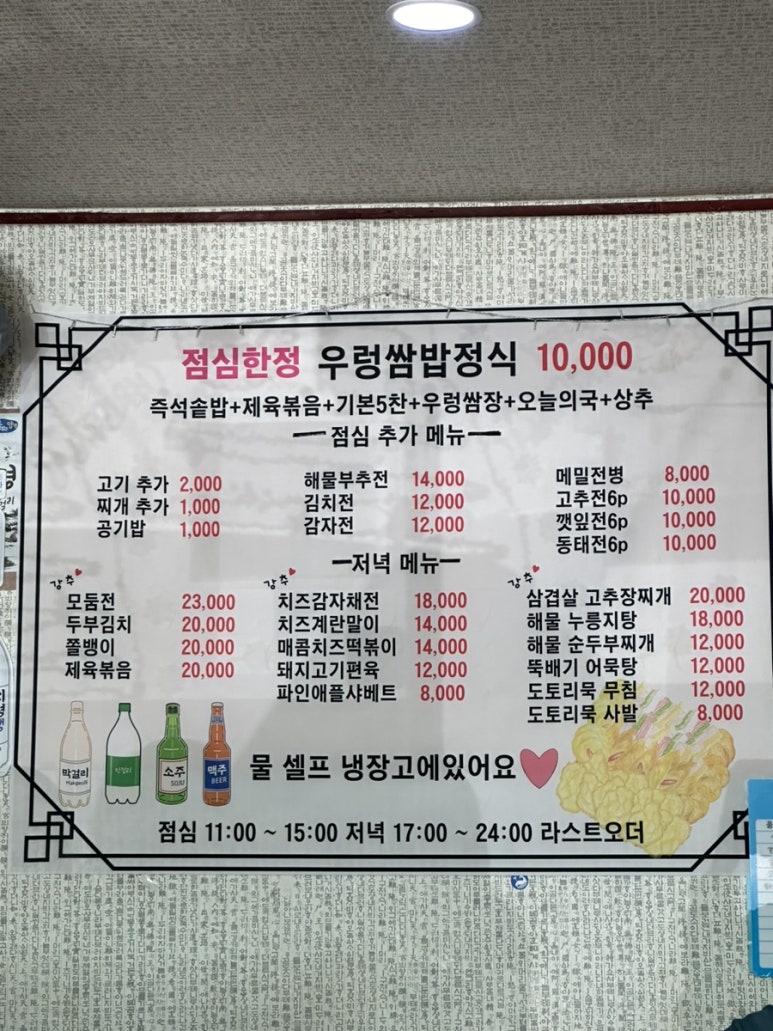 점심한정 우렁쌈밥정식 10,000
즉석솥밥+제육볶음+기본5찬+우렁쌈장+오늘의국+상추
점심 추가 메뉴
고기 추가 2,000
찌개 추가 1,000
공기밥 1,000
해물부추전 14,000
김치전 12,000
감자전 12,000
메밀전병 8,000
고추전6p 10,000
깻잎전6p 10,000
동태전6p 10,000
저녁 메뉴
강추
모둠전 23,000
두부김치 20,000
쫄뱅이 20,000
제육볶음 20,000
강추
치즈감자채전 18,000
치즈계란말이 14,000
매콤치즈떡볶이 14,000
돼지고기편육 12,000
파인애플샤베트 8,000
강추
삼겹살 고추장찌개 20,000
해물 누룽지탕 18,000
해물 순두부찌개 12,000
뚝배기 어묵탕 12,000
도토리묵 무침 12,000
도토리묵 사발 8,000
막걸리
Makgeolli
소주
SOJU
맥주
BEER
물 셀프 냉장고에있어요
점심 11:00 ~ 15:00 저녁 17:00 ~ 24:00 라스트오더